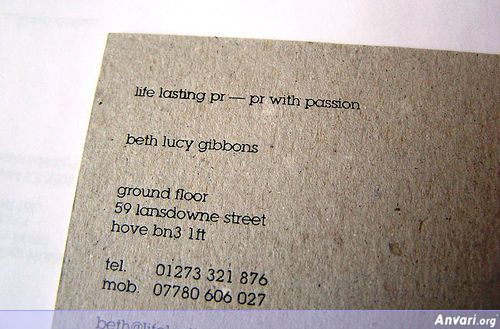 life lasting pr — pr with passion
beth lucy gibbons
ground floor
59 lansdowne street
hove bn3 1ft
tel. 01273 321 876
mob. 07780 606 027
Anvari.org